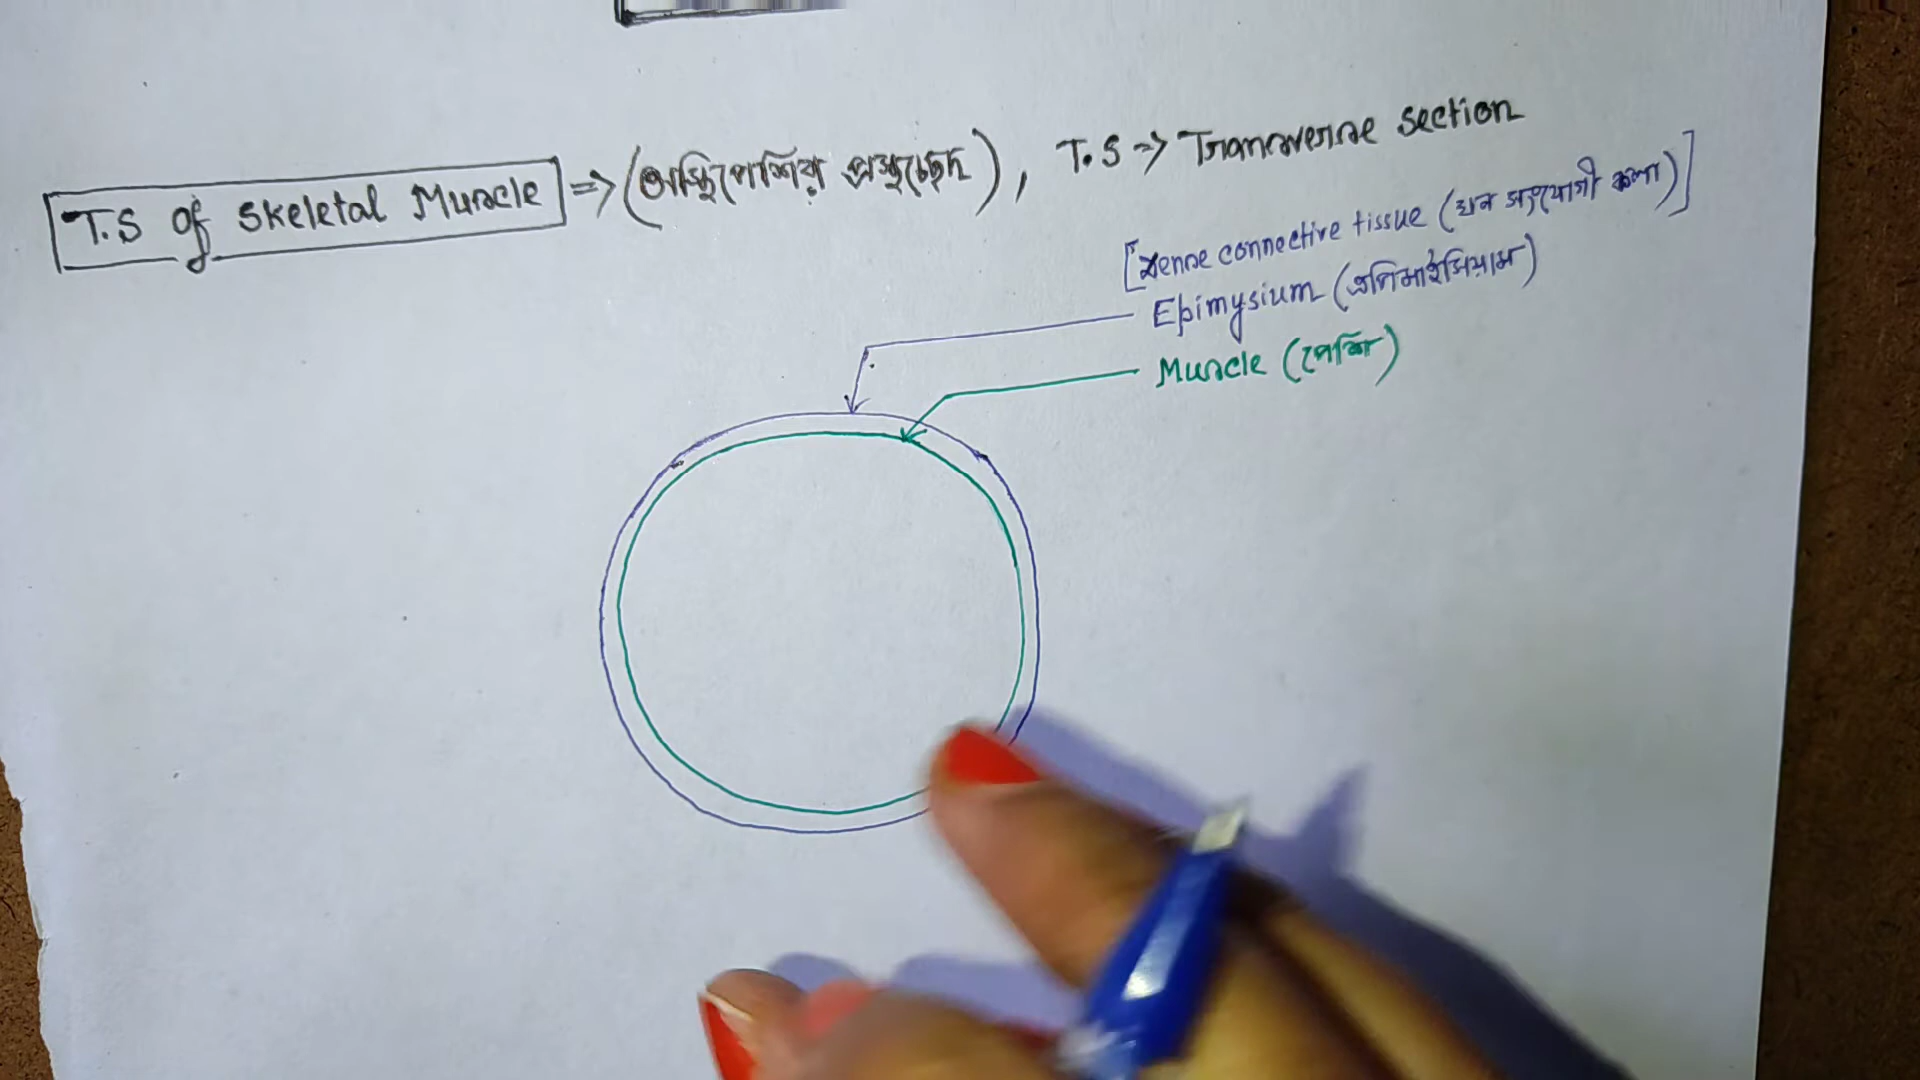 T.S of Skeletal Muscle => (অস্থিপেশির প্রস্থচ্ছেদ), T.S => Transverse section
[Dense connective tissue (ঘন সংযোগী কলা)]
Epimysium (এপিমাইসিয়াম)
Muscle (পেশি)